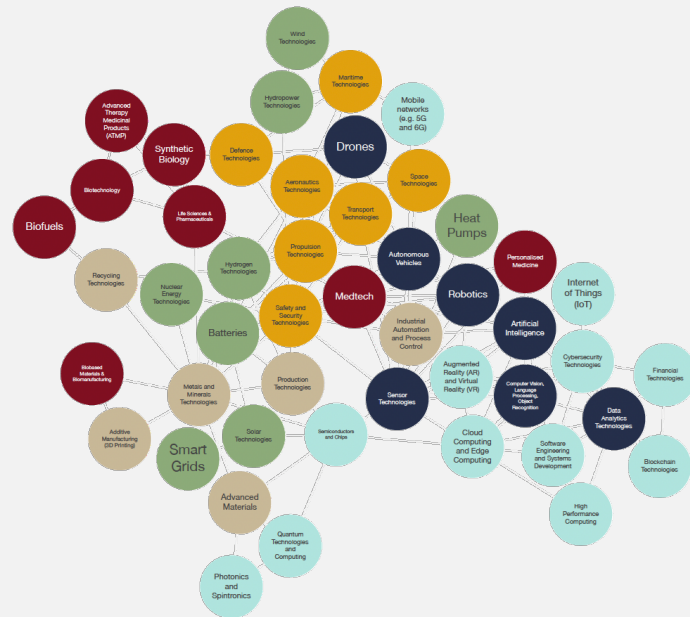 Wind
Technologies
Maritime
Technologies
Hydropower
Technologies
Mobile
networks
(e.g. 5G
and 6G)
Advanced
Therapy
Medicinal
Products
(ATMP)
Synthetic
Biology
Defence
Technologies
Drones
Biotechnology
Aeronautics
Technologies
Space
Technologies
Life Sciences &
Pharmaceuticals
Transport
Technologies
Biofuels
Heat
Pumps
Propulsion
Technologies
Autonomous
Vehicles
Personalised
Medicine
Recycling
Technologies
Hydrogen
Technologies
Nuclear
Energy
Technologies
Medtech
Robotics
Internet
of Things
(IoT)
Safety and
Security
Technologies
Batteries
Industrial
Automation
and Process
Control
Artificial
Intelligence
Cybersecurity
Technologies
Financial
Technologies
Biobased
Materials &
Biomanufacturing
Augmented
Reality (AR)
and Virtual
Reality (VR)
Metals and
Minerals
Technologies
Production
Technologies
Sensor
Technologies
Computer Vision,
Language
Processing,
Object
Recognition
Data
Analytics
Technologies
Additive
Manufacturing
(3D Printing)
Solar
Technologies
Semiconductors
and Chips
Cloud
Computing
and Edge
Computing
Software
Engineering
and Systems
Development
Blockchain
Technologies
Smart
Grids
Advanced
Materials
High
Performance
Computing
Quantum
Technologies
and
Computing
Photonics
and
Spintronics